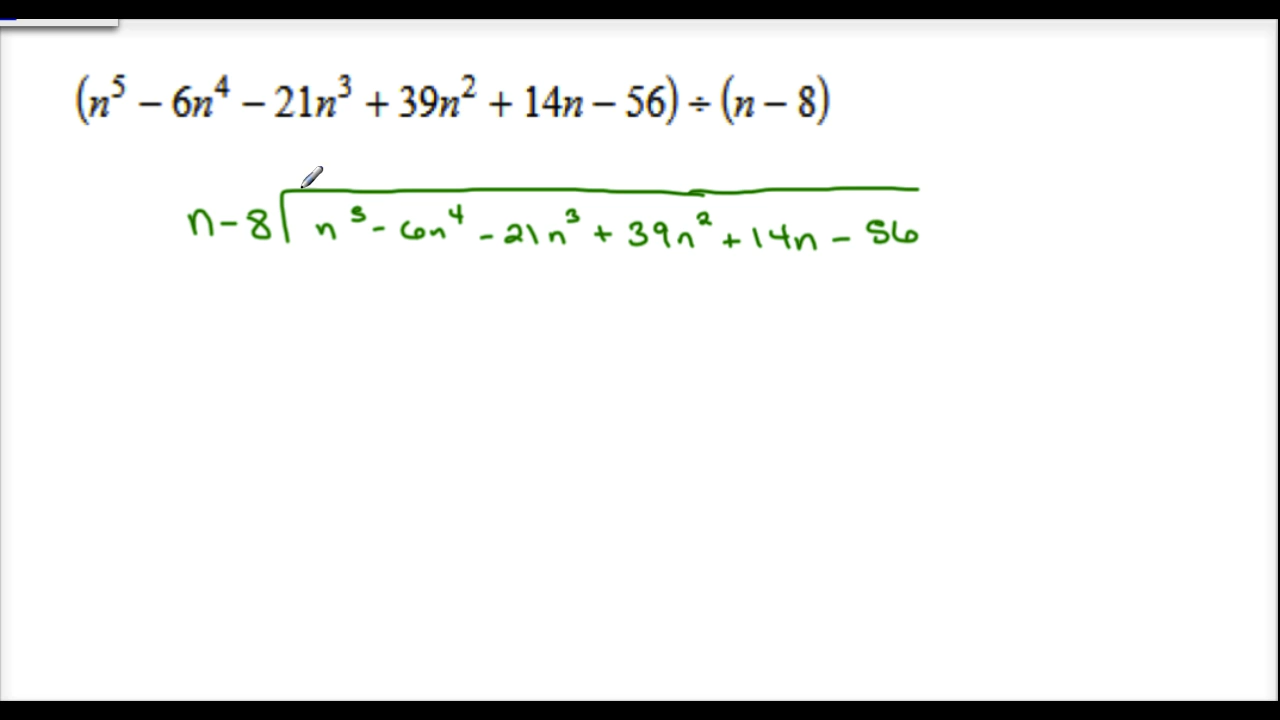 (n⁵ − 6n⁴ − 21n³ + 39n² + 14n − 56) ÷ (n − 8)
n - 8 n⁵ - 6n⁴ - 21n³ + 39n² + 14n - 56